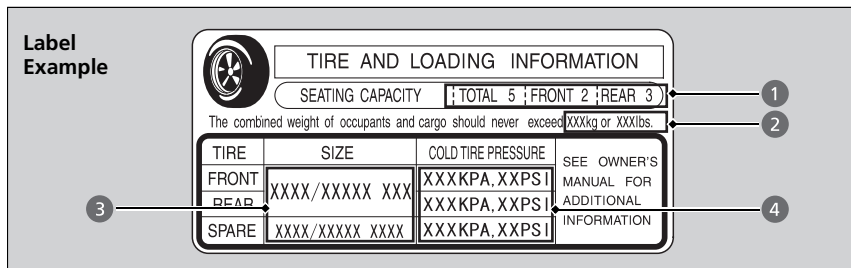 Label
Example
TIRE AND LOADING INFORMATION
SEATING CAPACITY TOTAL 5 FRONT 2 REAR 3
1
The combined weight of occupants and cargo should never exceed XXXkg or XXXlbs.
2
TIRE SIZE COLD TIRE PRESSURE SEE OWNER'S
MANUAL FOR
ADDITIONAL
INFORMATION
FRONT XXXX/XXXXX XXX XXXKPA, XXPSI
REAR XXXKPA, XXPSI
3
4
SPARE XXXX/XXXXX XXXX XXXKPA, XXPSI